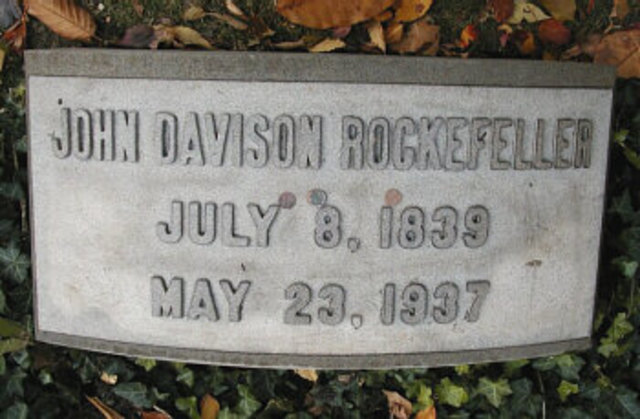 JOHN DAVISON ROCKEFELLER
JULY 8, 1839
MAY 23, 1937